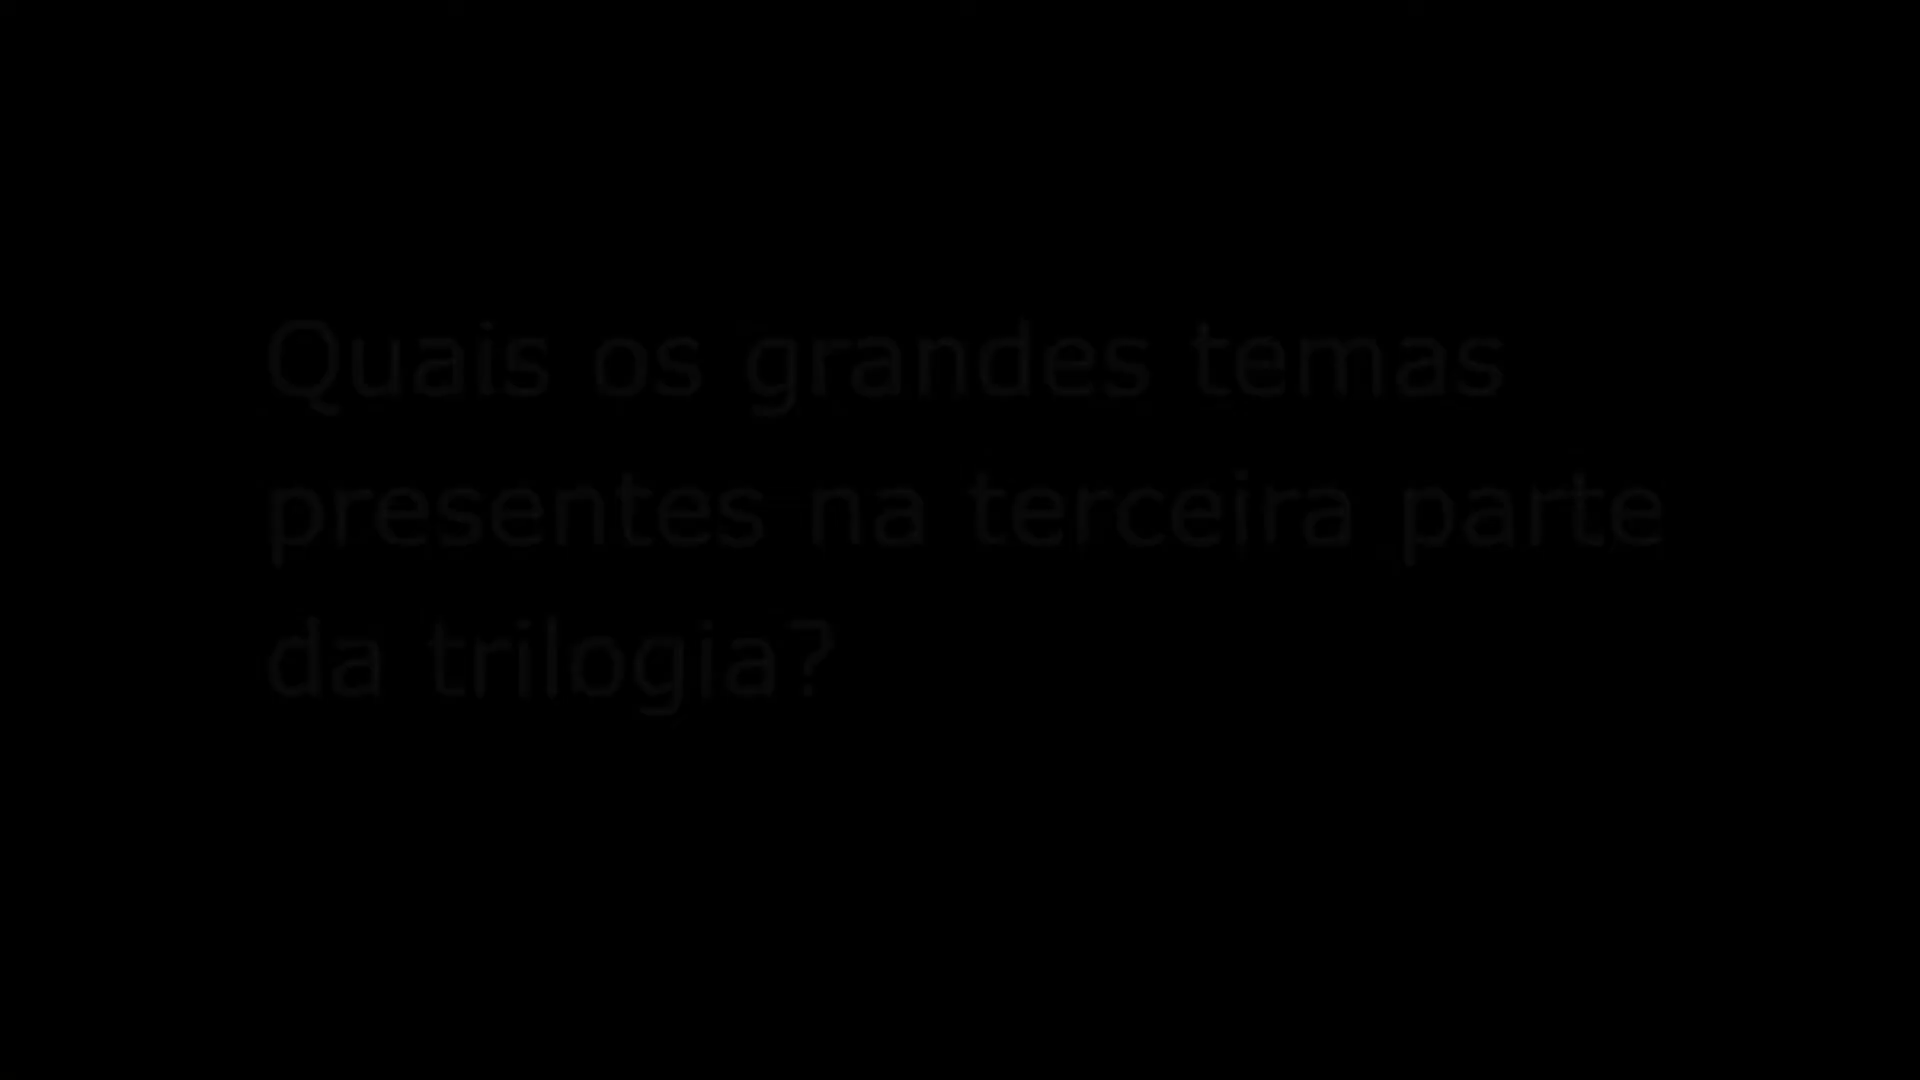 Quais os grandes temas
presentes na terceira parte
da trilogia?